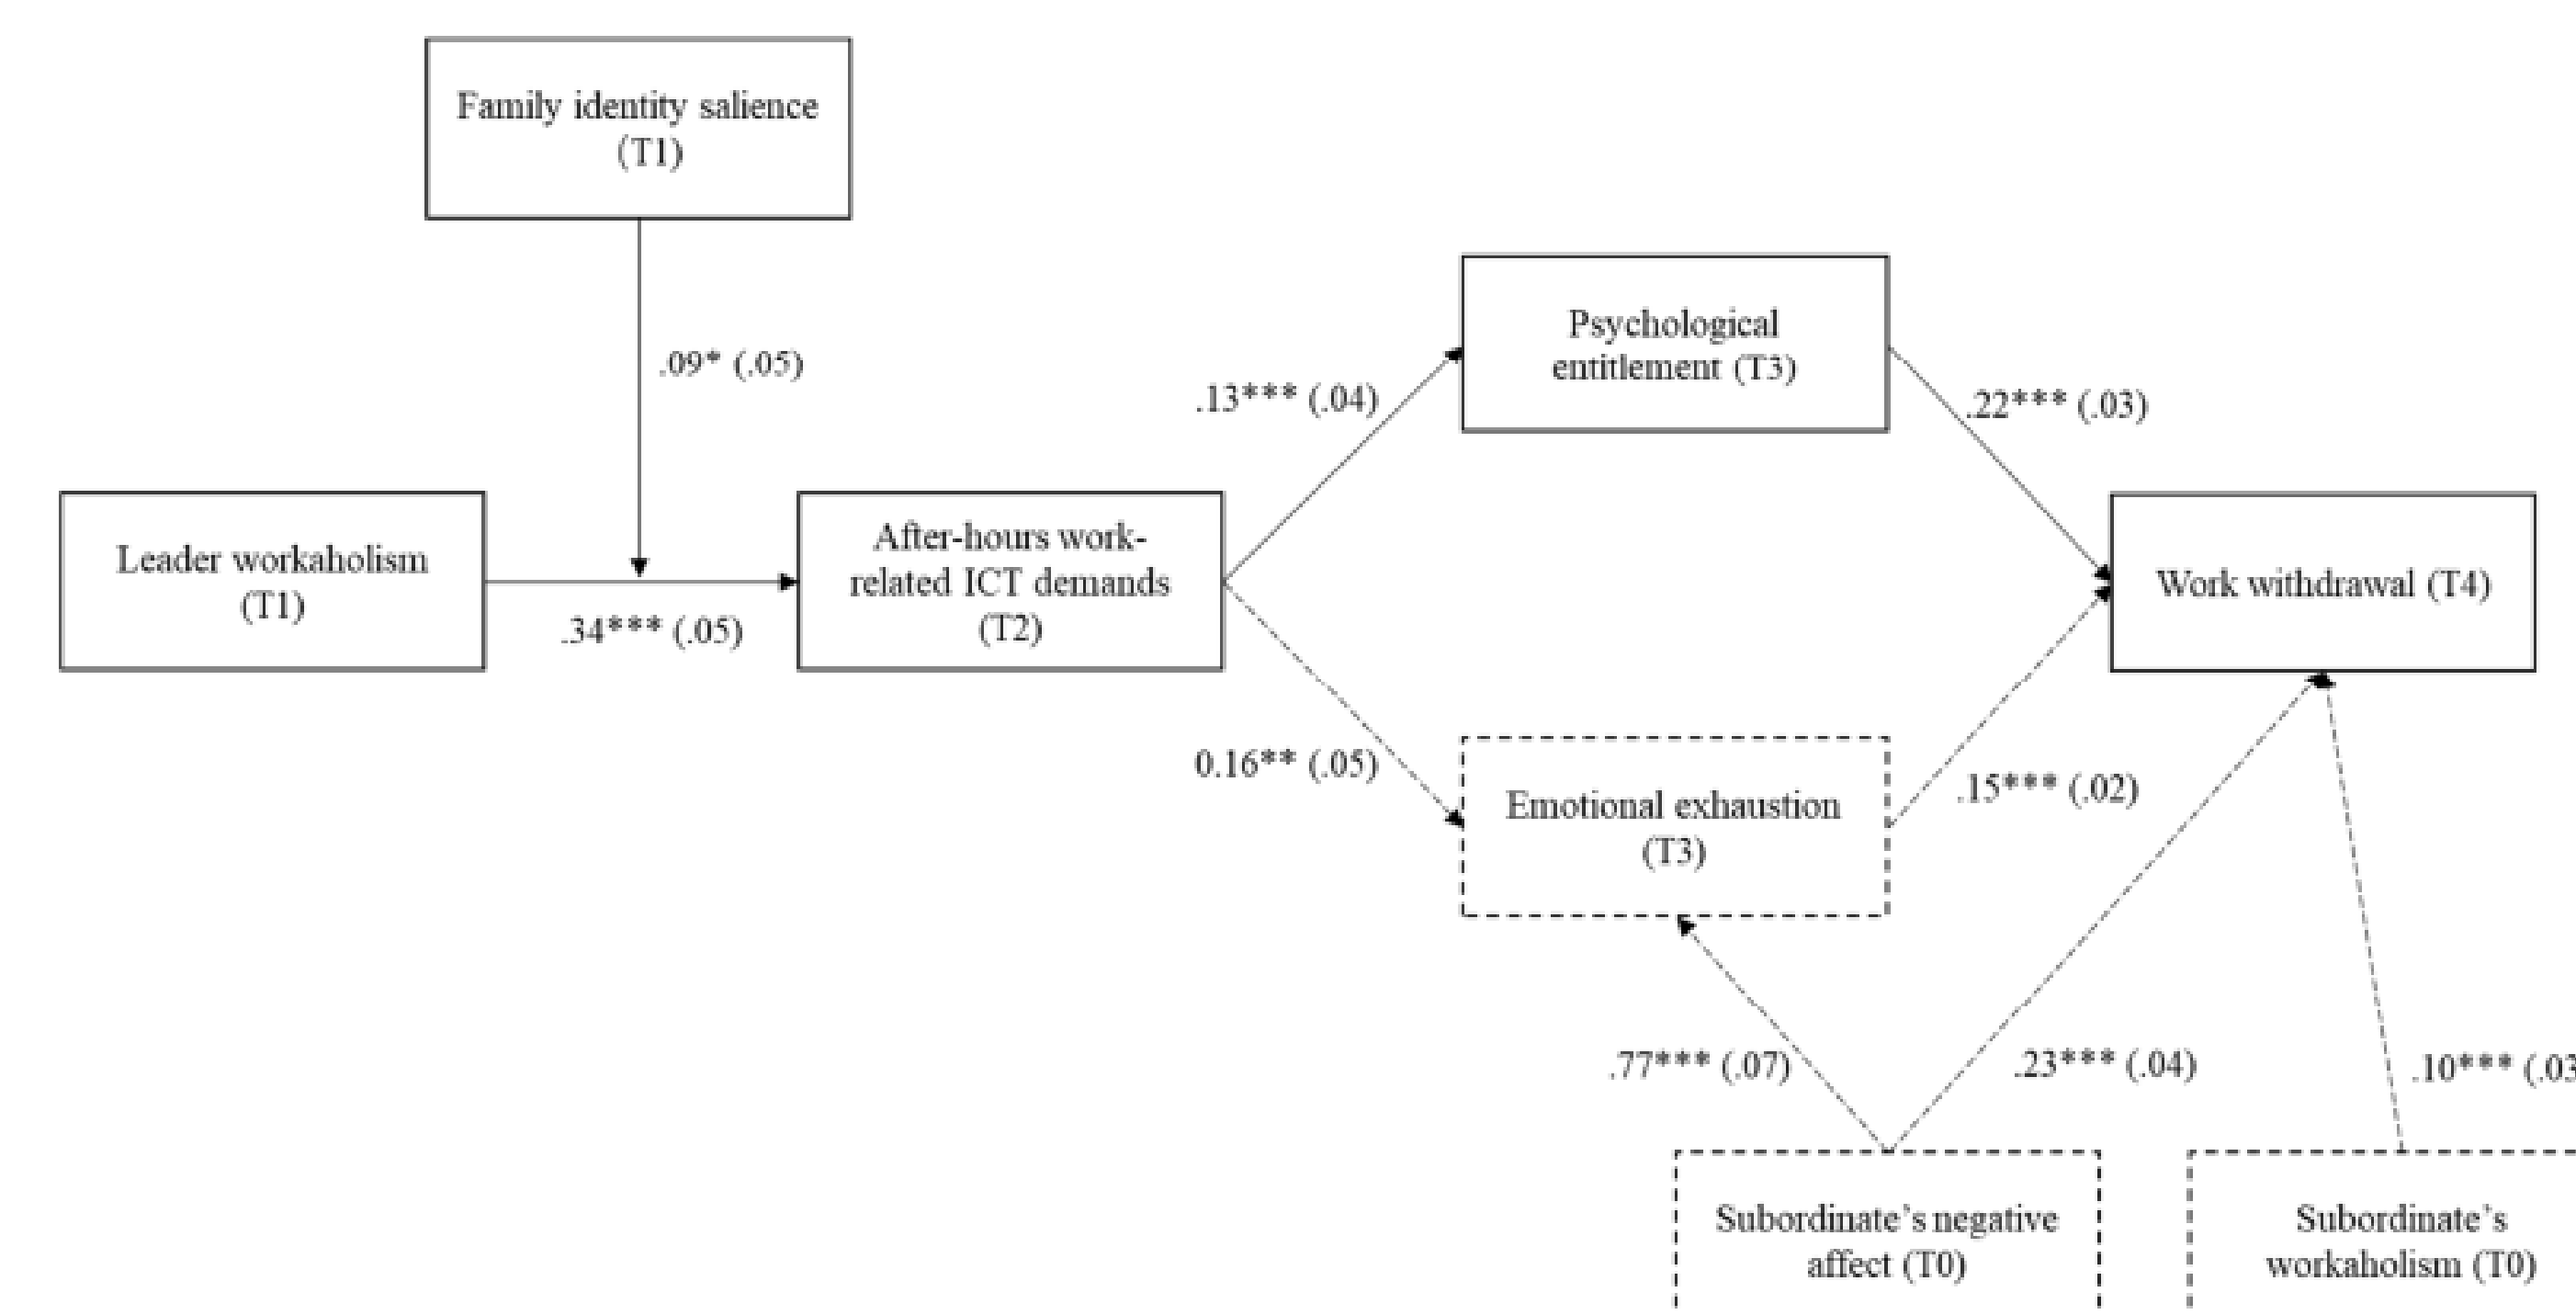 Family identity salience
(T1)
.09* (.05)
Psychological
entitlement (T3)
.13*** (.04)
.22*** (.03)
Leader workaholism
(T1)
.34*** (.05)
After-hours work-
related ICT demands
(T2)
Work withdrawal (T4)
0.16** (.05)
Emotional exhaustion
(T3)
.15*** (.02)
.77*** (.07)
.23*** (.04)
.10*** (.03
Subordinate’s negative
affect (T0)
Subordinate’s
workaholism (T0)